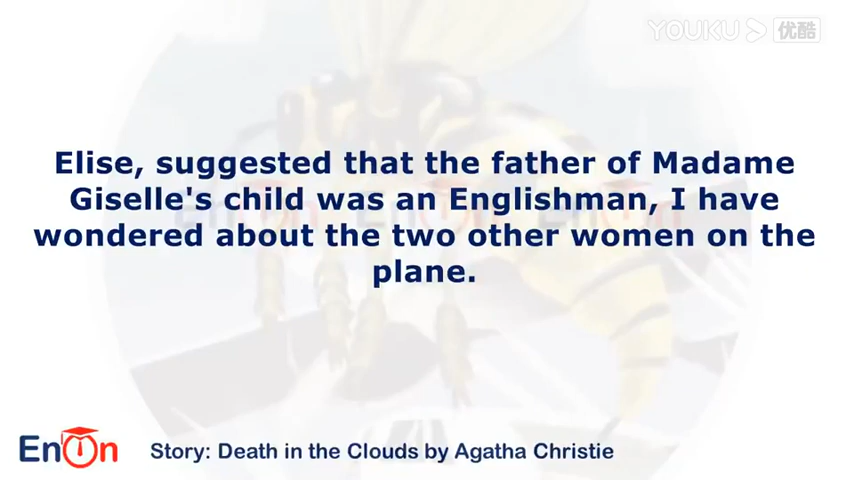 YOUKU 优酷
Elise, suggested that the father of Madame
Giselle's child was an Englishman, I have
wondered about the two other women on the
plane.
EnOn
Story: Death in the Clouds by Agatha Christie